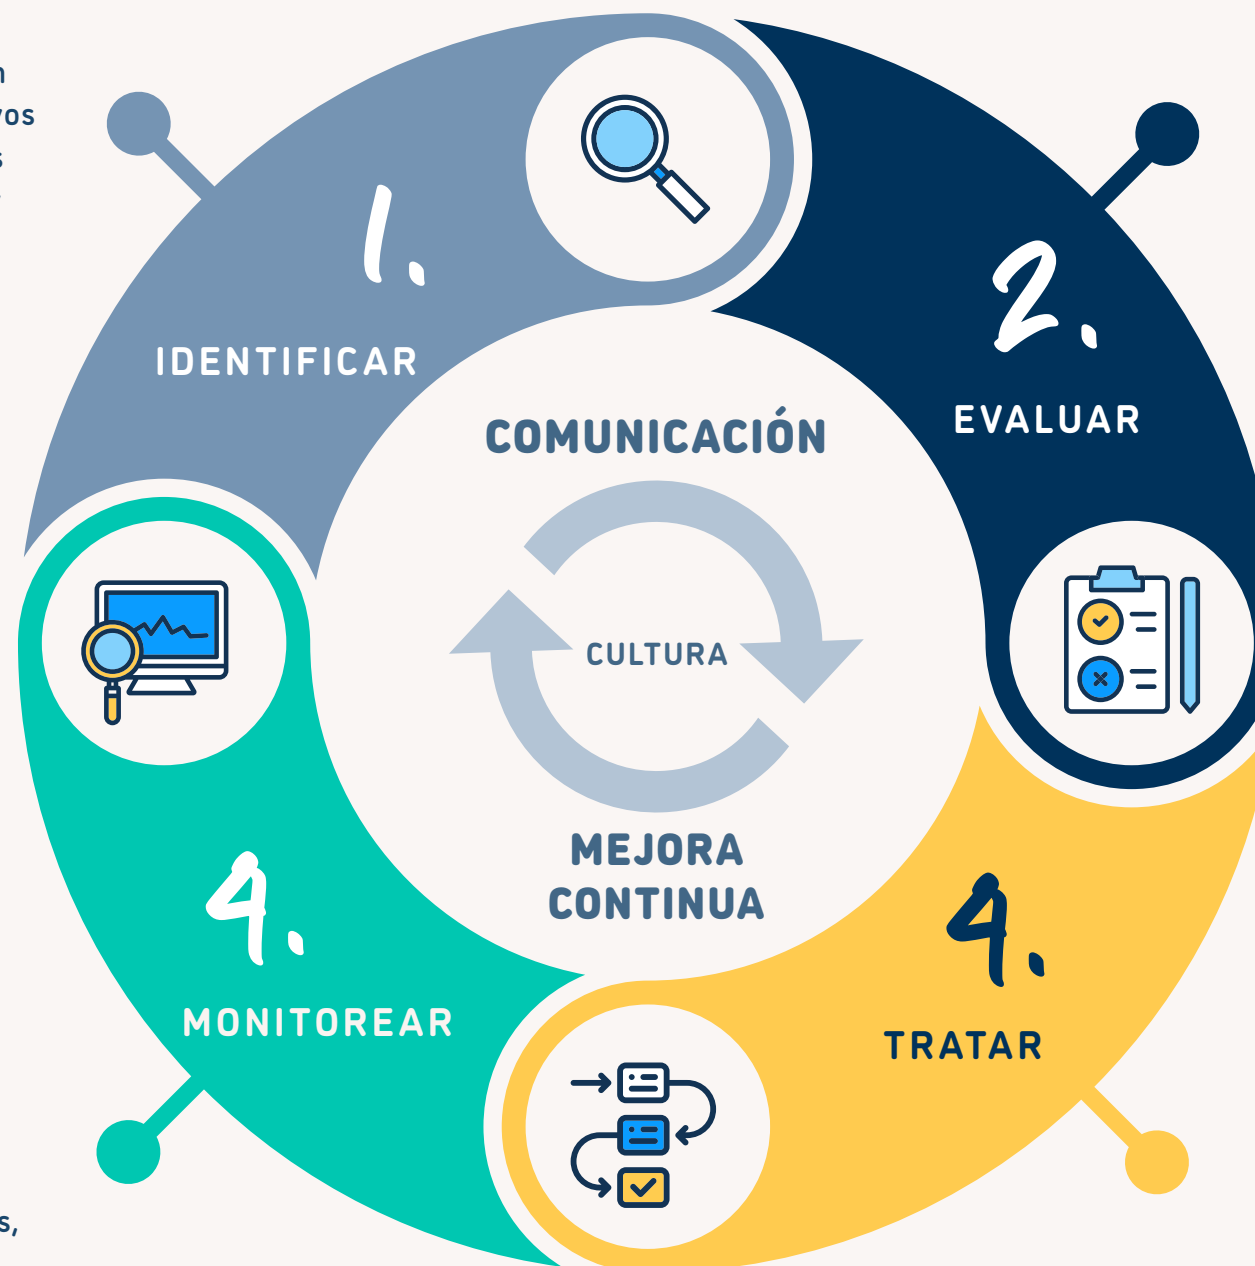 1.
IDENTIFICAR
2.
EVALUAR
COMUNICACIÓN
CULTURA
MEJORA
CONTINUA
4.
TRATAR
4.
MONITOREAR